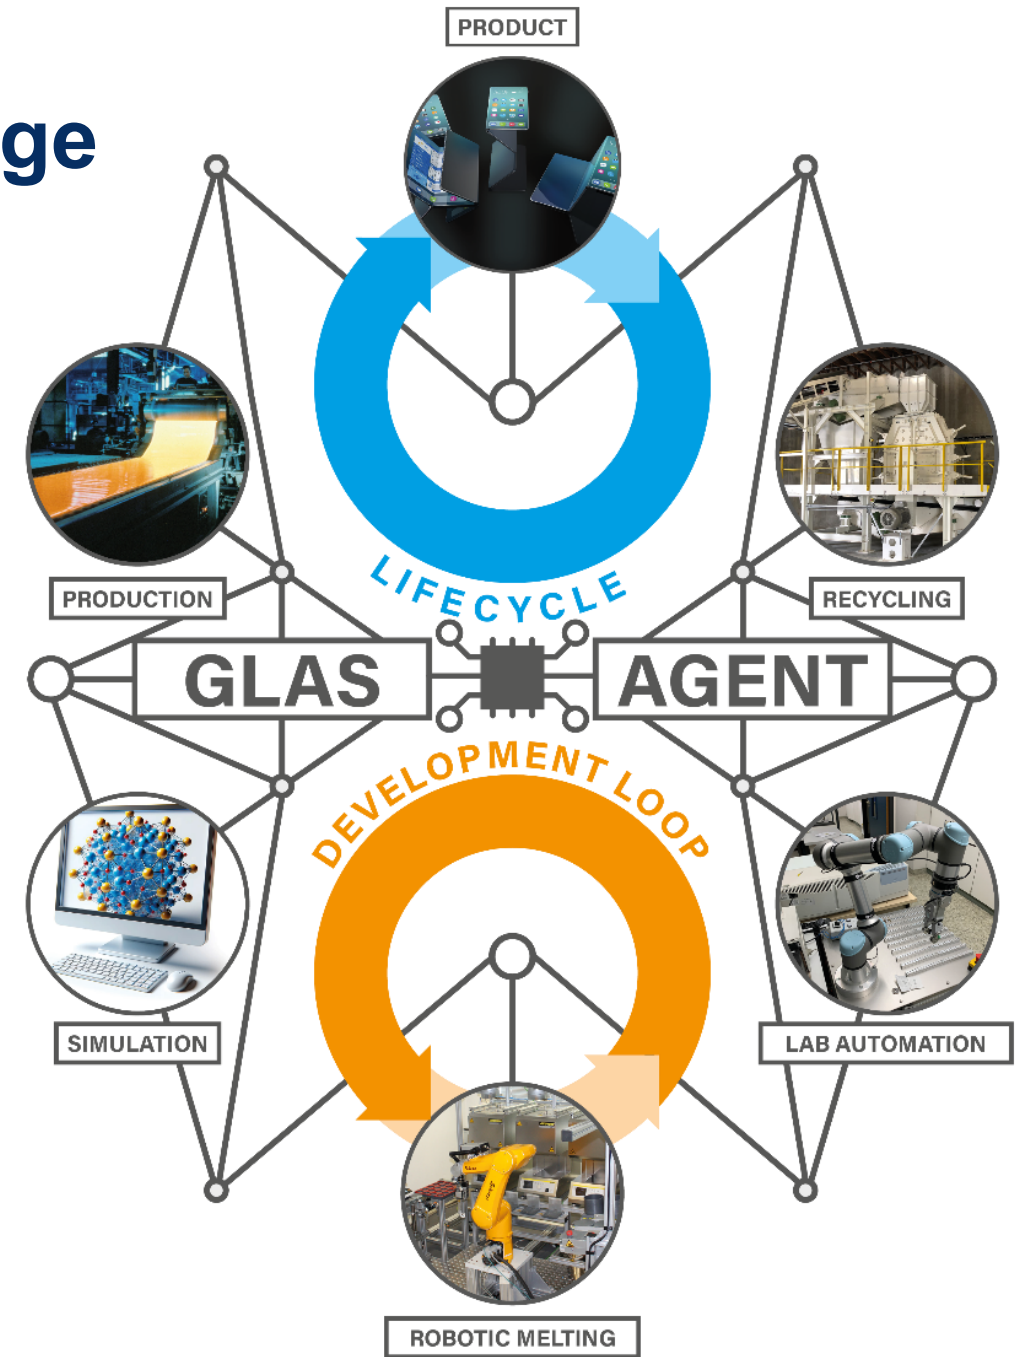 ge
PRODUCT
PRODUCTION
RECYCLING
LIFECYCLE
GLAS AGENT
DEVELOPMENT LOOP
SIMULATION
LAB AUTOMATION
ROBOTIC MELTING